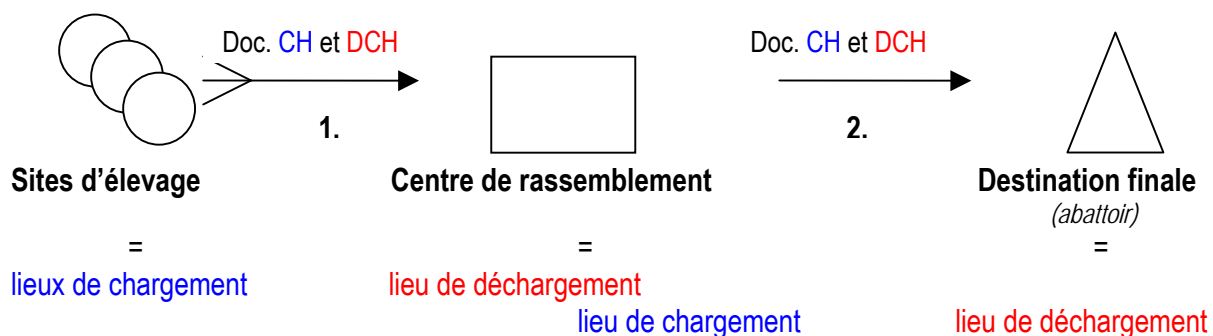 Doc. CH et DCH
Doc. CH et DCH
1.
2.
Sites d’élevage
Centre de rassemblement
Destination finale
(abattoir)
=
=
=
lieux de chargement
lieu de déchargement
lieu de chargement
lieu de déchargement